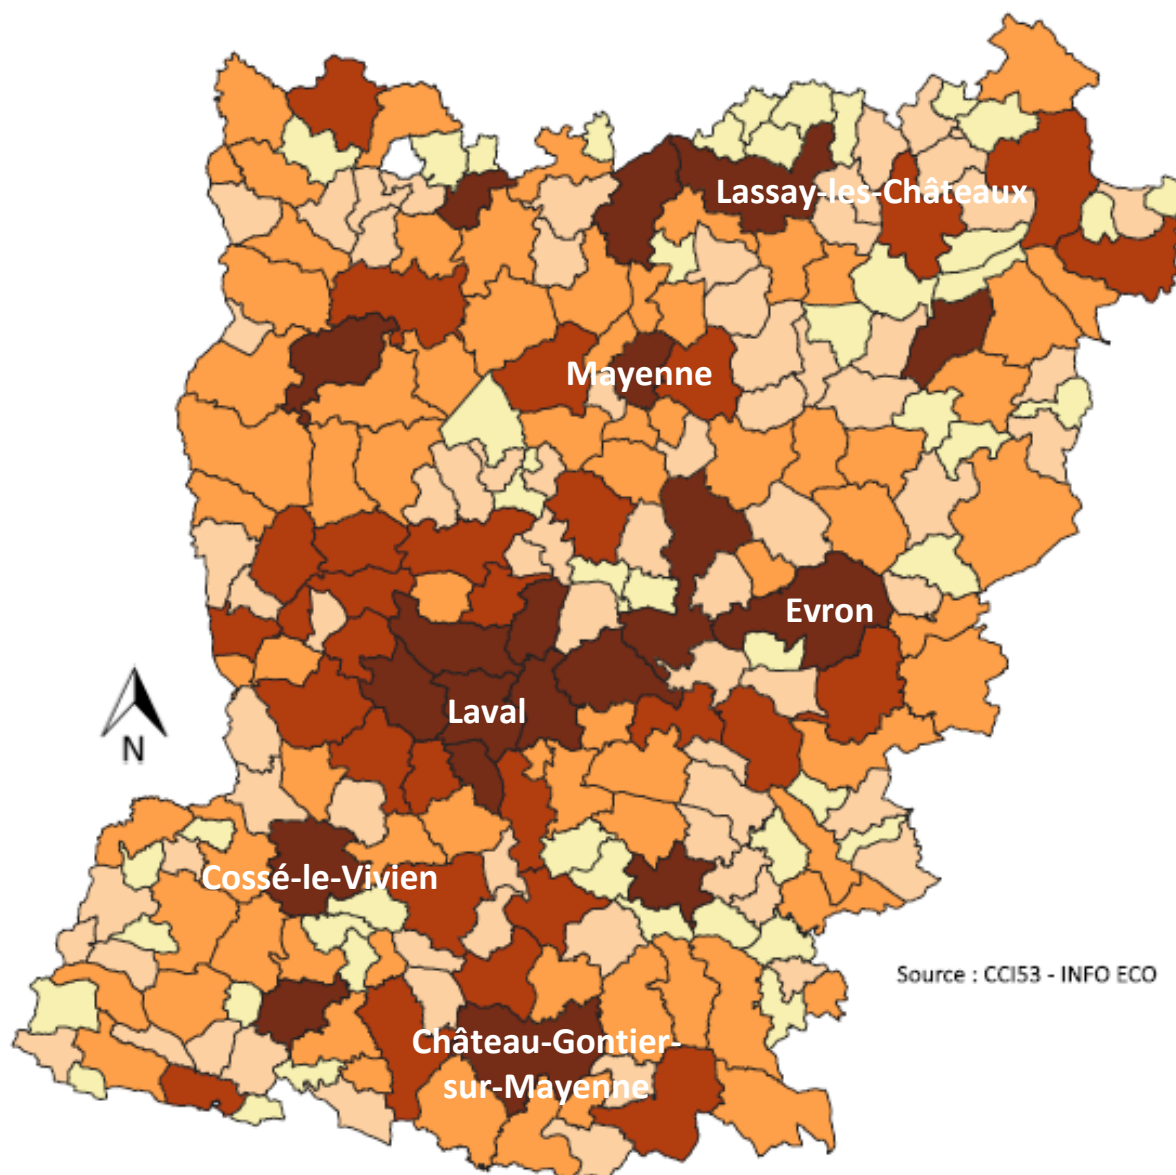 Lassay-les-Châteaux
Mayenne
Evron
Laval
N
Cossé-le-Vivien
Source : CCI53 - INFO ECO
Château-Gontier-
sur-Mayenne